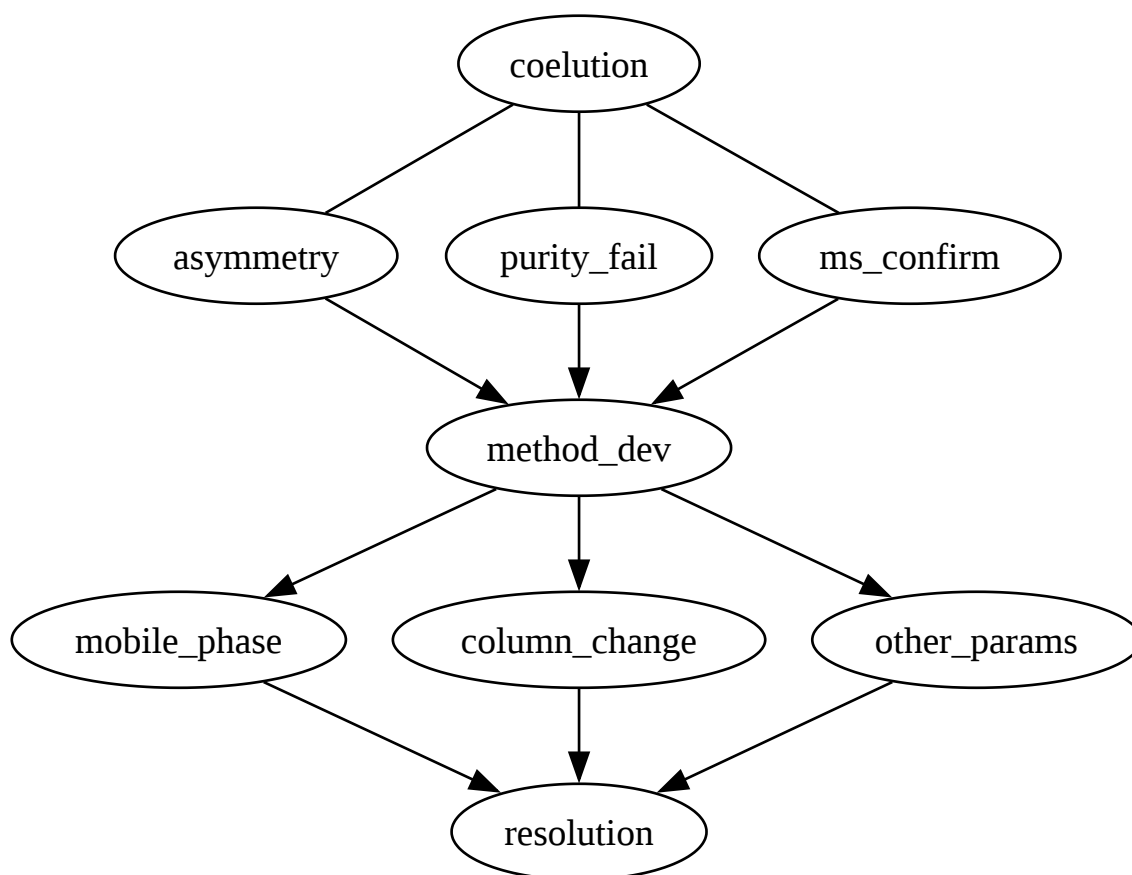 coelution
asymmetry
purity_fail
ms_confirm
method_dev
mobile_phase
column_change
other_params
resolution